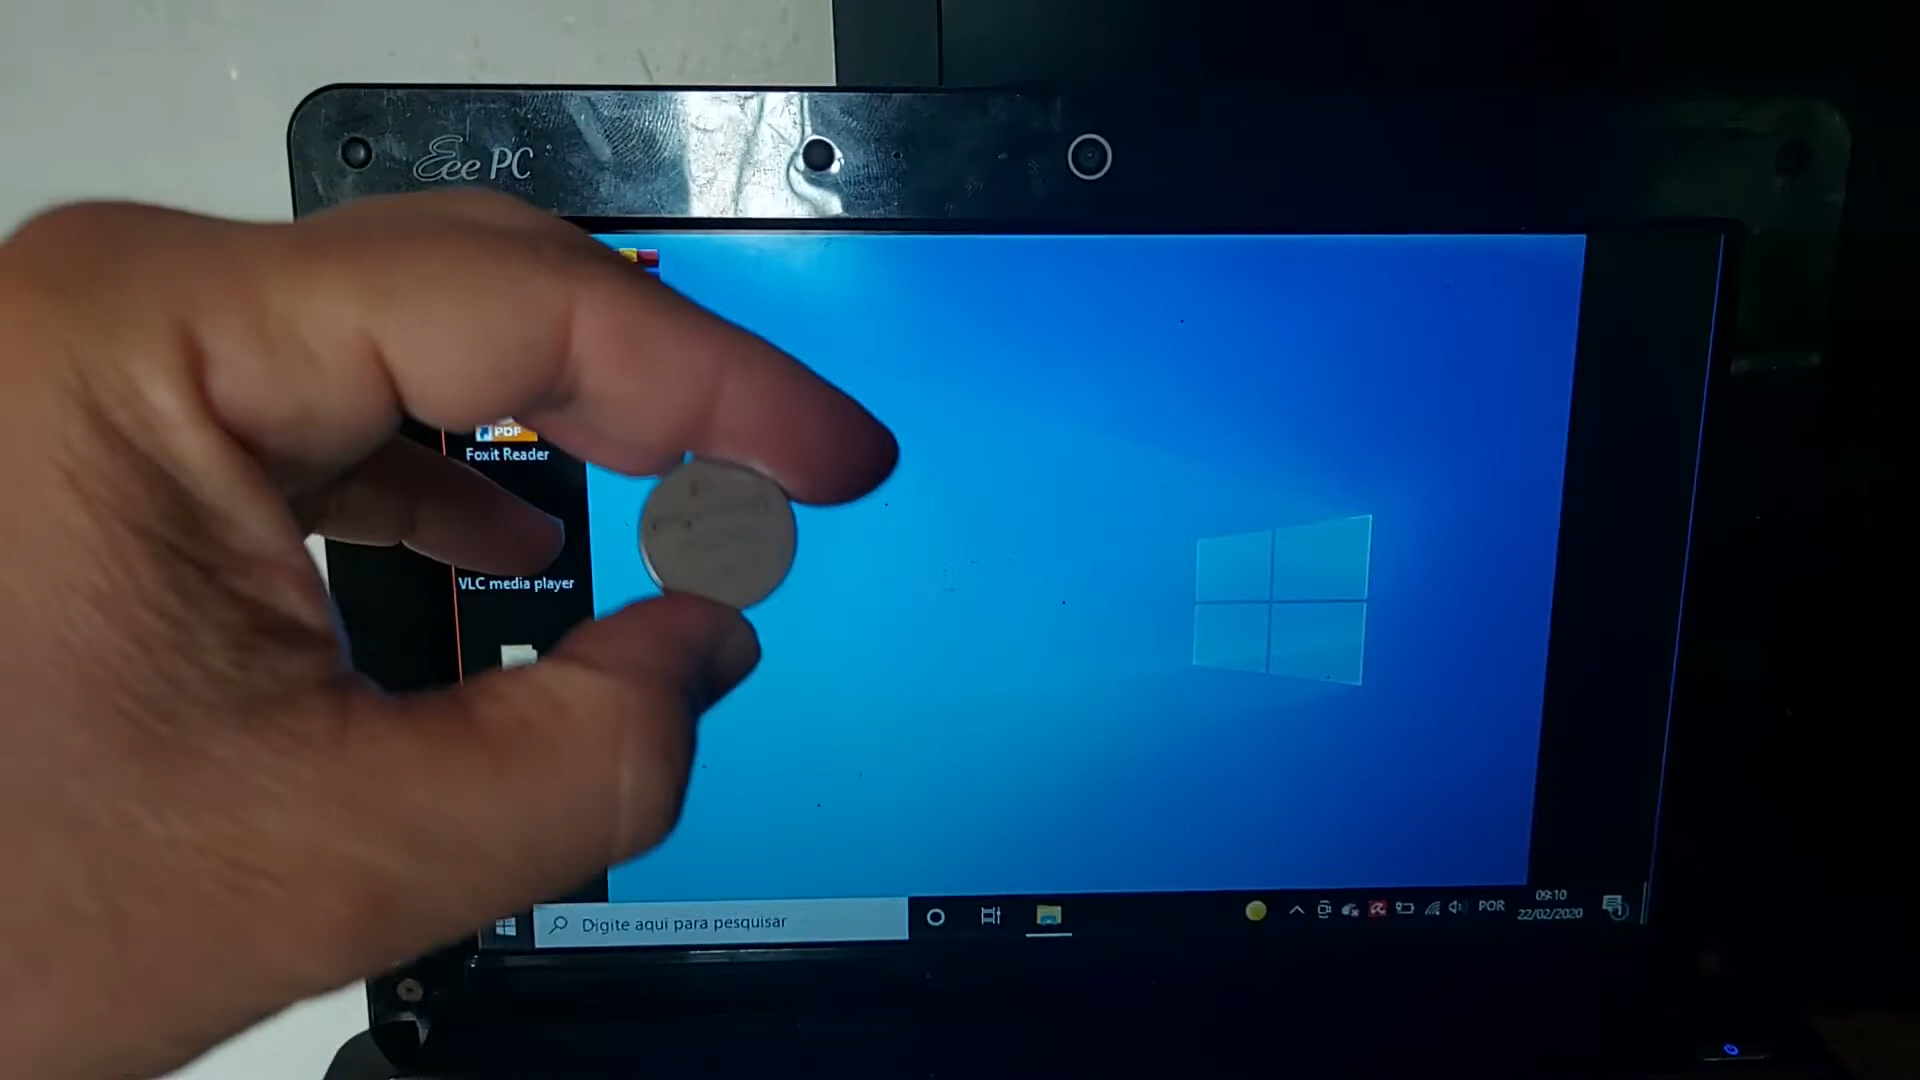 Eee PC
PDF
Foxit Reader
VLC media player
Digite aqui para pesquisar
POR
09:10
22/02/2020